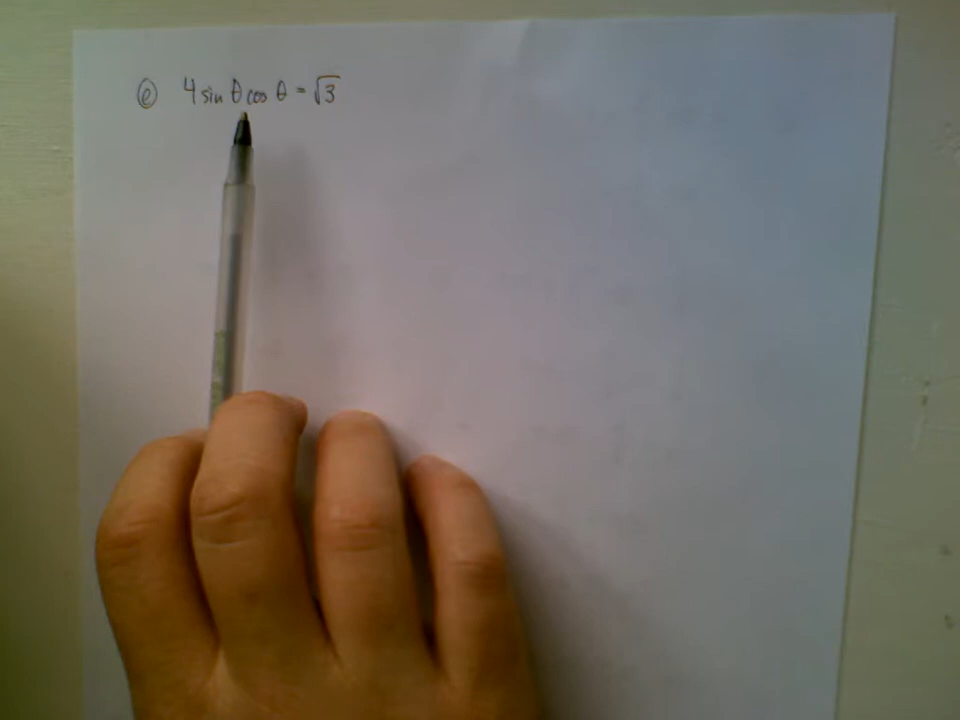 ⓔ 4 sin θ cos θ = √3